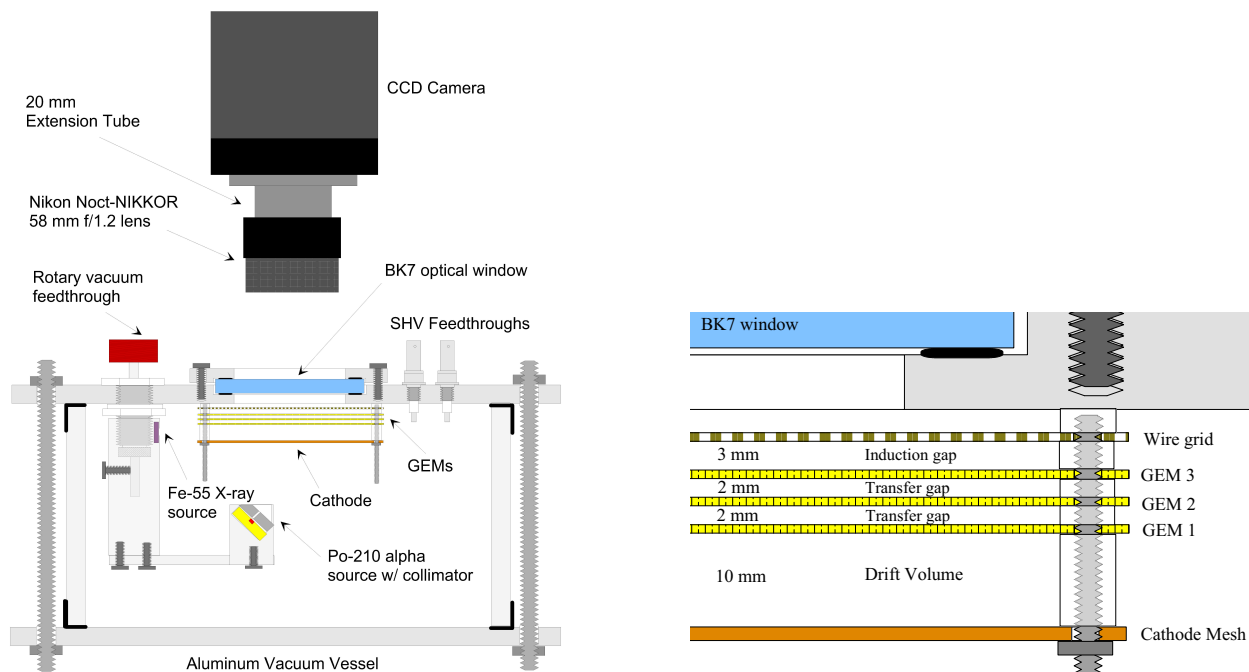 CCD Camera
20 mm
Extension Tube
Nikon Noct-NIKKOR
58 mm f/1.2 lens
BK7 optical window
Rotary vacuum
feedthrough
SHV Feedthroughs
GEMs
Fe-55 X-ray
source
Cathode
Po-210 alpha
source w/ collimator
Aluminum Vacuum Vessel
BK7 window
Wire grid
3 mm Induction gap
GEM 3
2 mm Transfer gap
GEM 2
2 mm Transfer gap
GEM 1
10 mm Drift Volume
Cathode Mesh